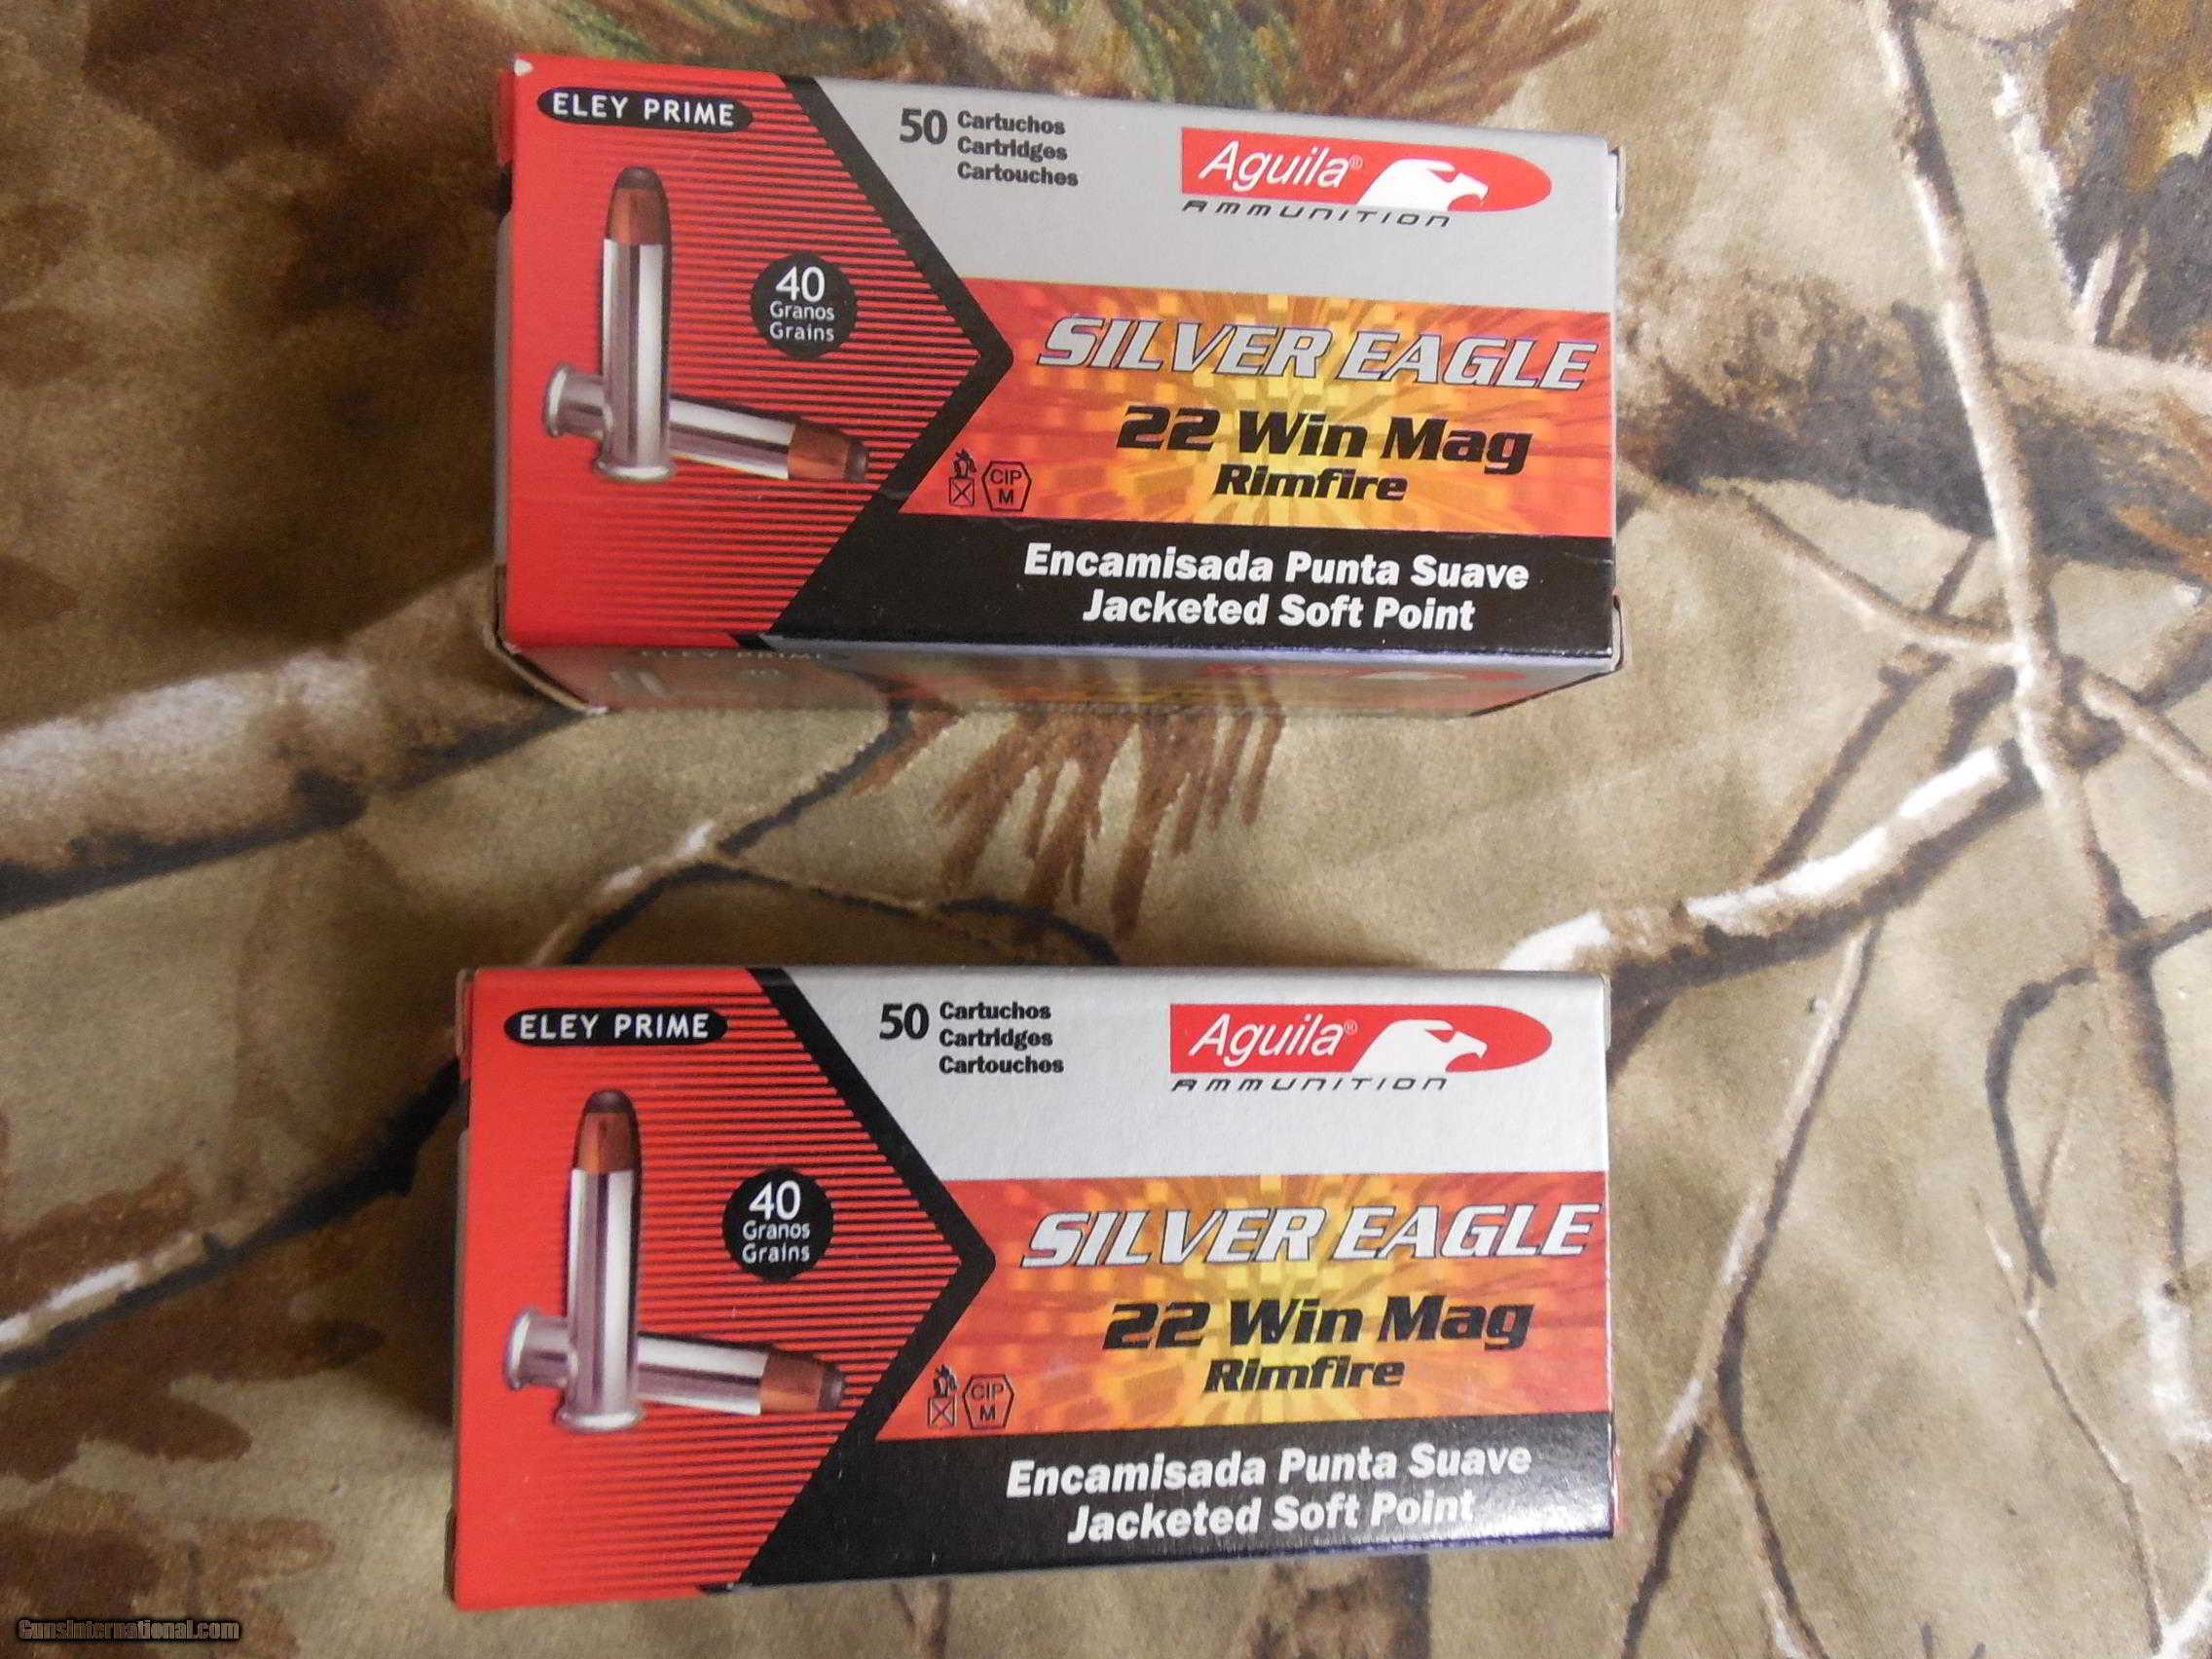 ELEY PRIME
50 Cartuchos
Cartridges
Cartouches
Aguila®
AMMUNITION
40
Granos
Grains
SILVER EAGLE
22 Win Mag
Rimfire
CIP
M
Encamisada Punta Suave
Jacketed Soft Point
ELEY PRIME
ELEY PRIME
50 Cartuchos
Cartridges
Cartouches
Aguila®
AMMUNITION
40
Granos
Grains
SILVER EAGLE
22 Win Mag
Rimfire
CIP
M
Encamisada Punta Suave
Jacketed Soft Point
GunsInternational.com